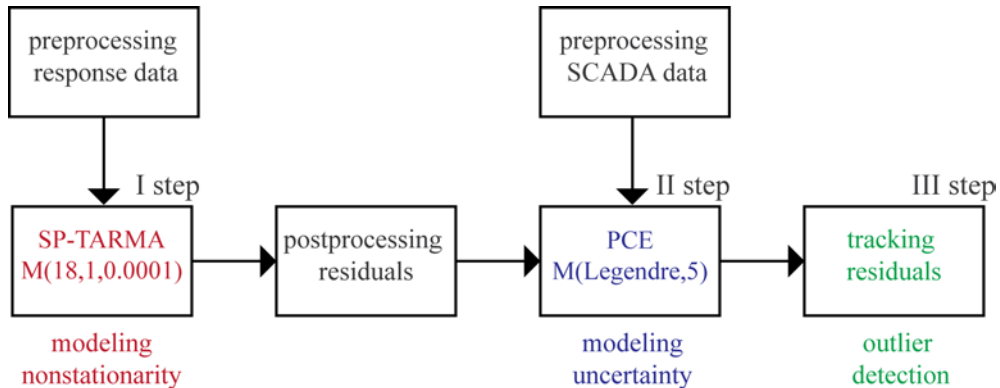 preprocessing
response data
preprocessing
SCADA data
I step
II step
III step
SP-TARMA
M(18,1,0.0001)
postprocessing
residuals
PCE
M(Legendre,5)
tracking
residuals
modeling
nonstationarity
modeling
uncertainty
outlier
detection